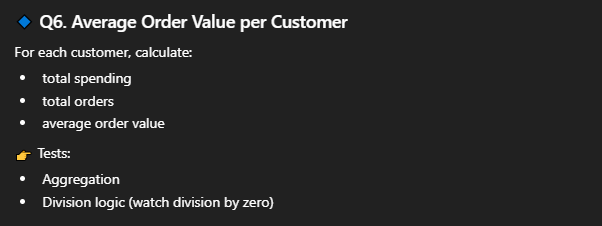 🔷 Q6. Average Order Value per Customer
For each customer, calculate:
• total spending
• total orders
• average order value
👉 Tests:
• Aggregation
• Division logic (watch division by zero)